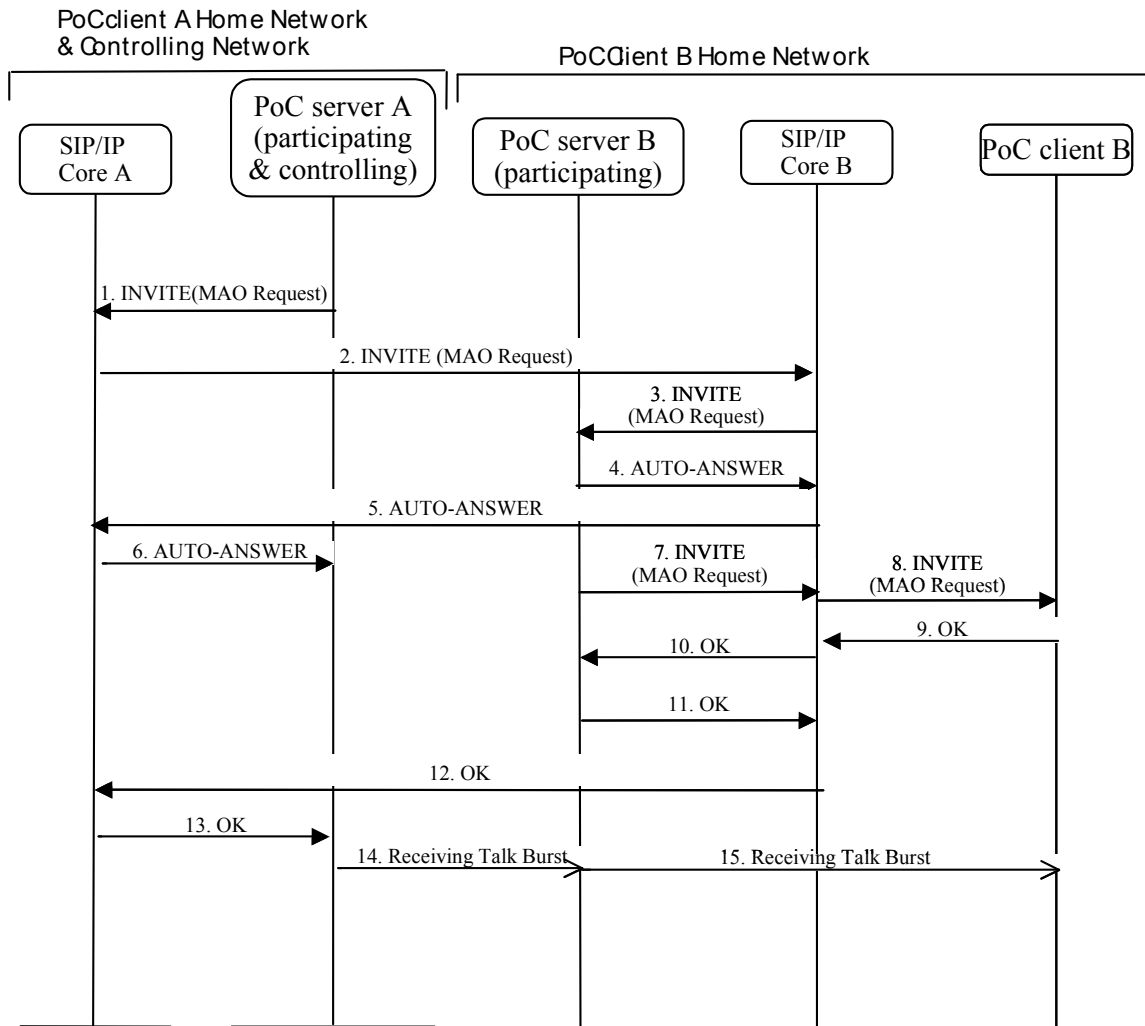 PoCclient A Home Network
& Controlling Network
PoCClient B Home Network
SIP/IP
Core A
PoC server A
(participating
& controlling)
PoC server B
(participating)
SIP/IP
Core B
PoC client B
1. INVITE(MAO Request)
2. INVITE (MAO Request)
3. INVITE
(MAO Request)
4. AUTO-ANSWER
5. AUTO-ANSWER
6. AUTO-ANSWER
7. INVITE
(MAO Request)
8. INVITE
(MAO Request)
9. OK
10. OK
11. OK
12. OK
13. OK
14. Receiving Talk Burst
15. Receiving Talk Burst